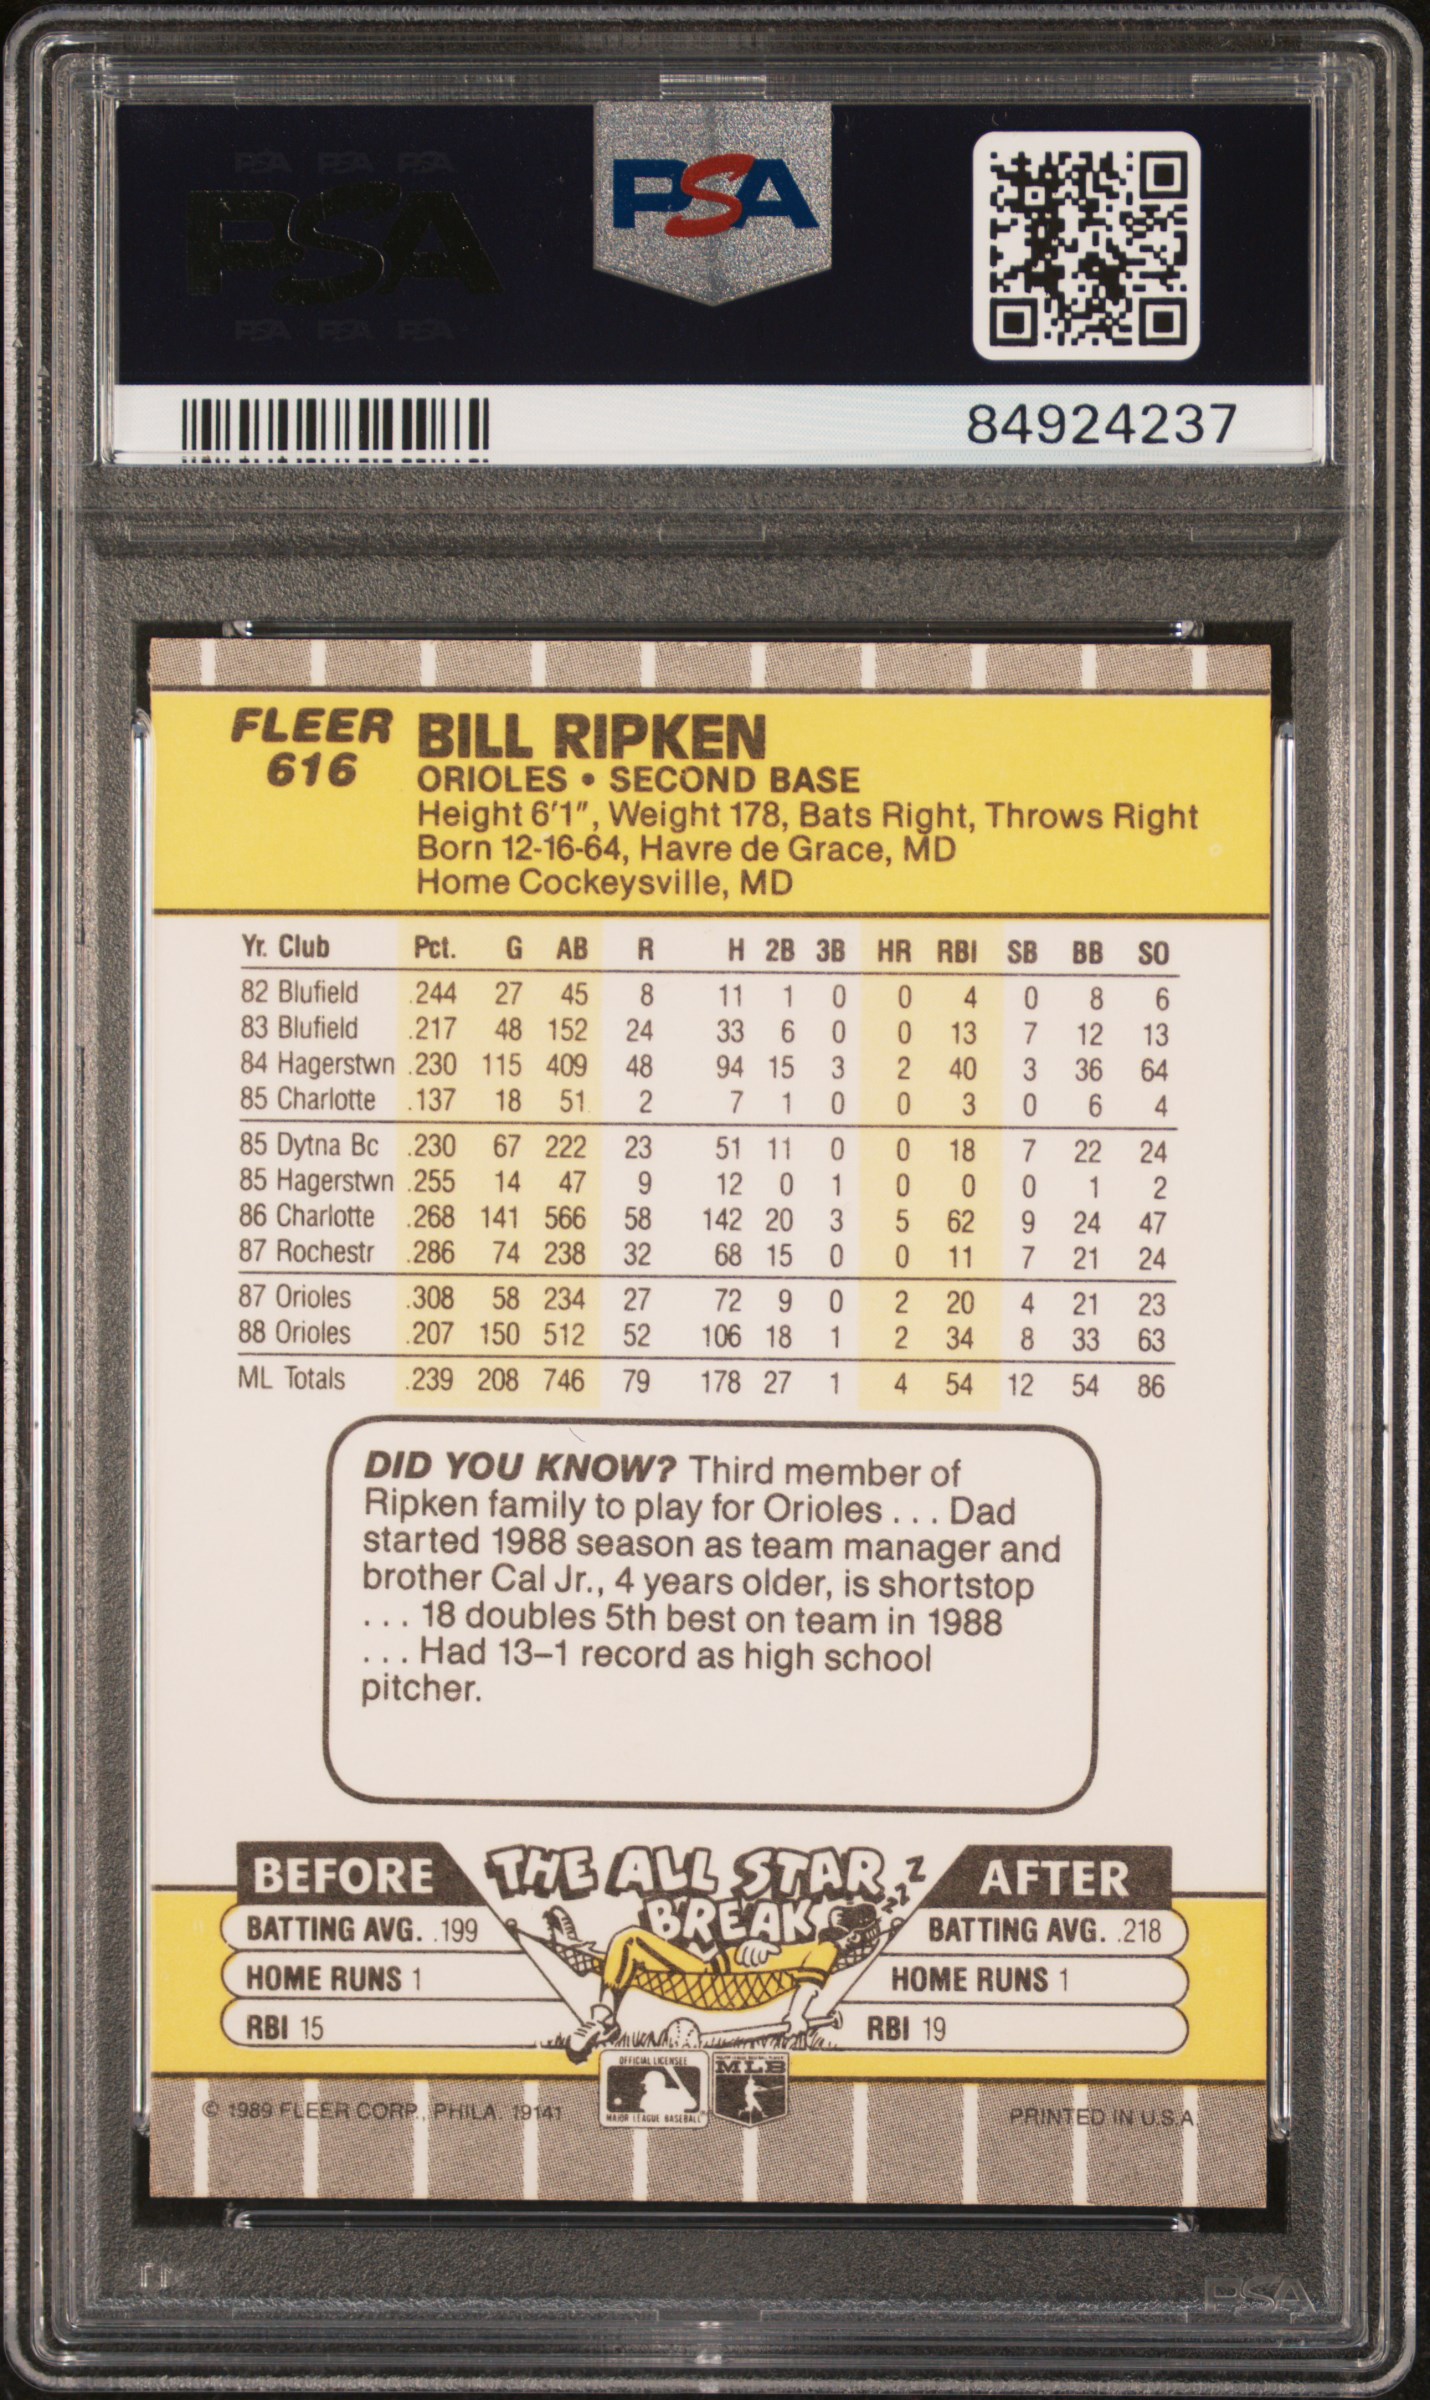 PSA PSA PSA
PSA
PSA PSA PSA
PSA
84924237
FLEER
616
BILL RIPKEN
ORIOLES • SECOND BASE
Height 6'1", Weight 178, Bats Right, Throws Right
Born 12-16-64, Havre de Grace, MD
Home Cockeysville, MD
Yr. Club Pct. G AB R H 2B 3B HR RBI SB BB SO
82 Blufield .244 27 45 8 11 1 0 0 4 0 8 6
83 Blufield .217 48 152 24 33 6 0 0 13 7 12 13
84 Hagerstwn .230 115 409 48 94 15 3 2 40 3 36 64
85 Charlotte .137 18 51 2 7 1 0 0 3 0 6 4
85 Dytna Bc .230 67 222 23 51 11 0 0 18 7 22 24
85 Hagerstwn .255 14 47 9 12 0 1 0 0 0 1 2
86 Charlotte .268 141 566 58 142 20 3 5 62 9 24 47
87 Rochestr .286 74 238 32 68 15 0 0 11 7 21 24
87 Orioles .308 58 234 27 72 9 0 2 20 4 21 23
88 Orioles .207 150 512 52 106 18 1 2 34 8 33 63
ML Totals .239 208 746 79 178 27 1 4 54 12 54 86
DID YOU KNOW? Third member of
Ripken family to play for Orioles . . . Dad
started 1988 season as team manager and
brother Cal Jr., 4 years older, is shortstop
. . . 18 doubles 5th best on team in 1988
. . . Had 13–1 record as high school
pitcher.
BEFORE THE ALL STAR BREAK AFTER
zzzz
BATTING AVG. .199
HOME RUNS 1
RBI 15
BATTING AVG. .218
HOME RUNS 1
RBI 19
OFFICIAL LICENSEE
MAJOR LEAGUE BASEBALL
MLB
© 1989 FLEER CORP., PHILA. 19141
PRINTED IN U.S.A.
PSA